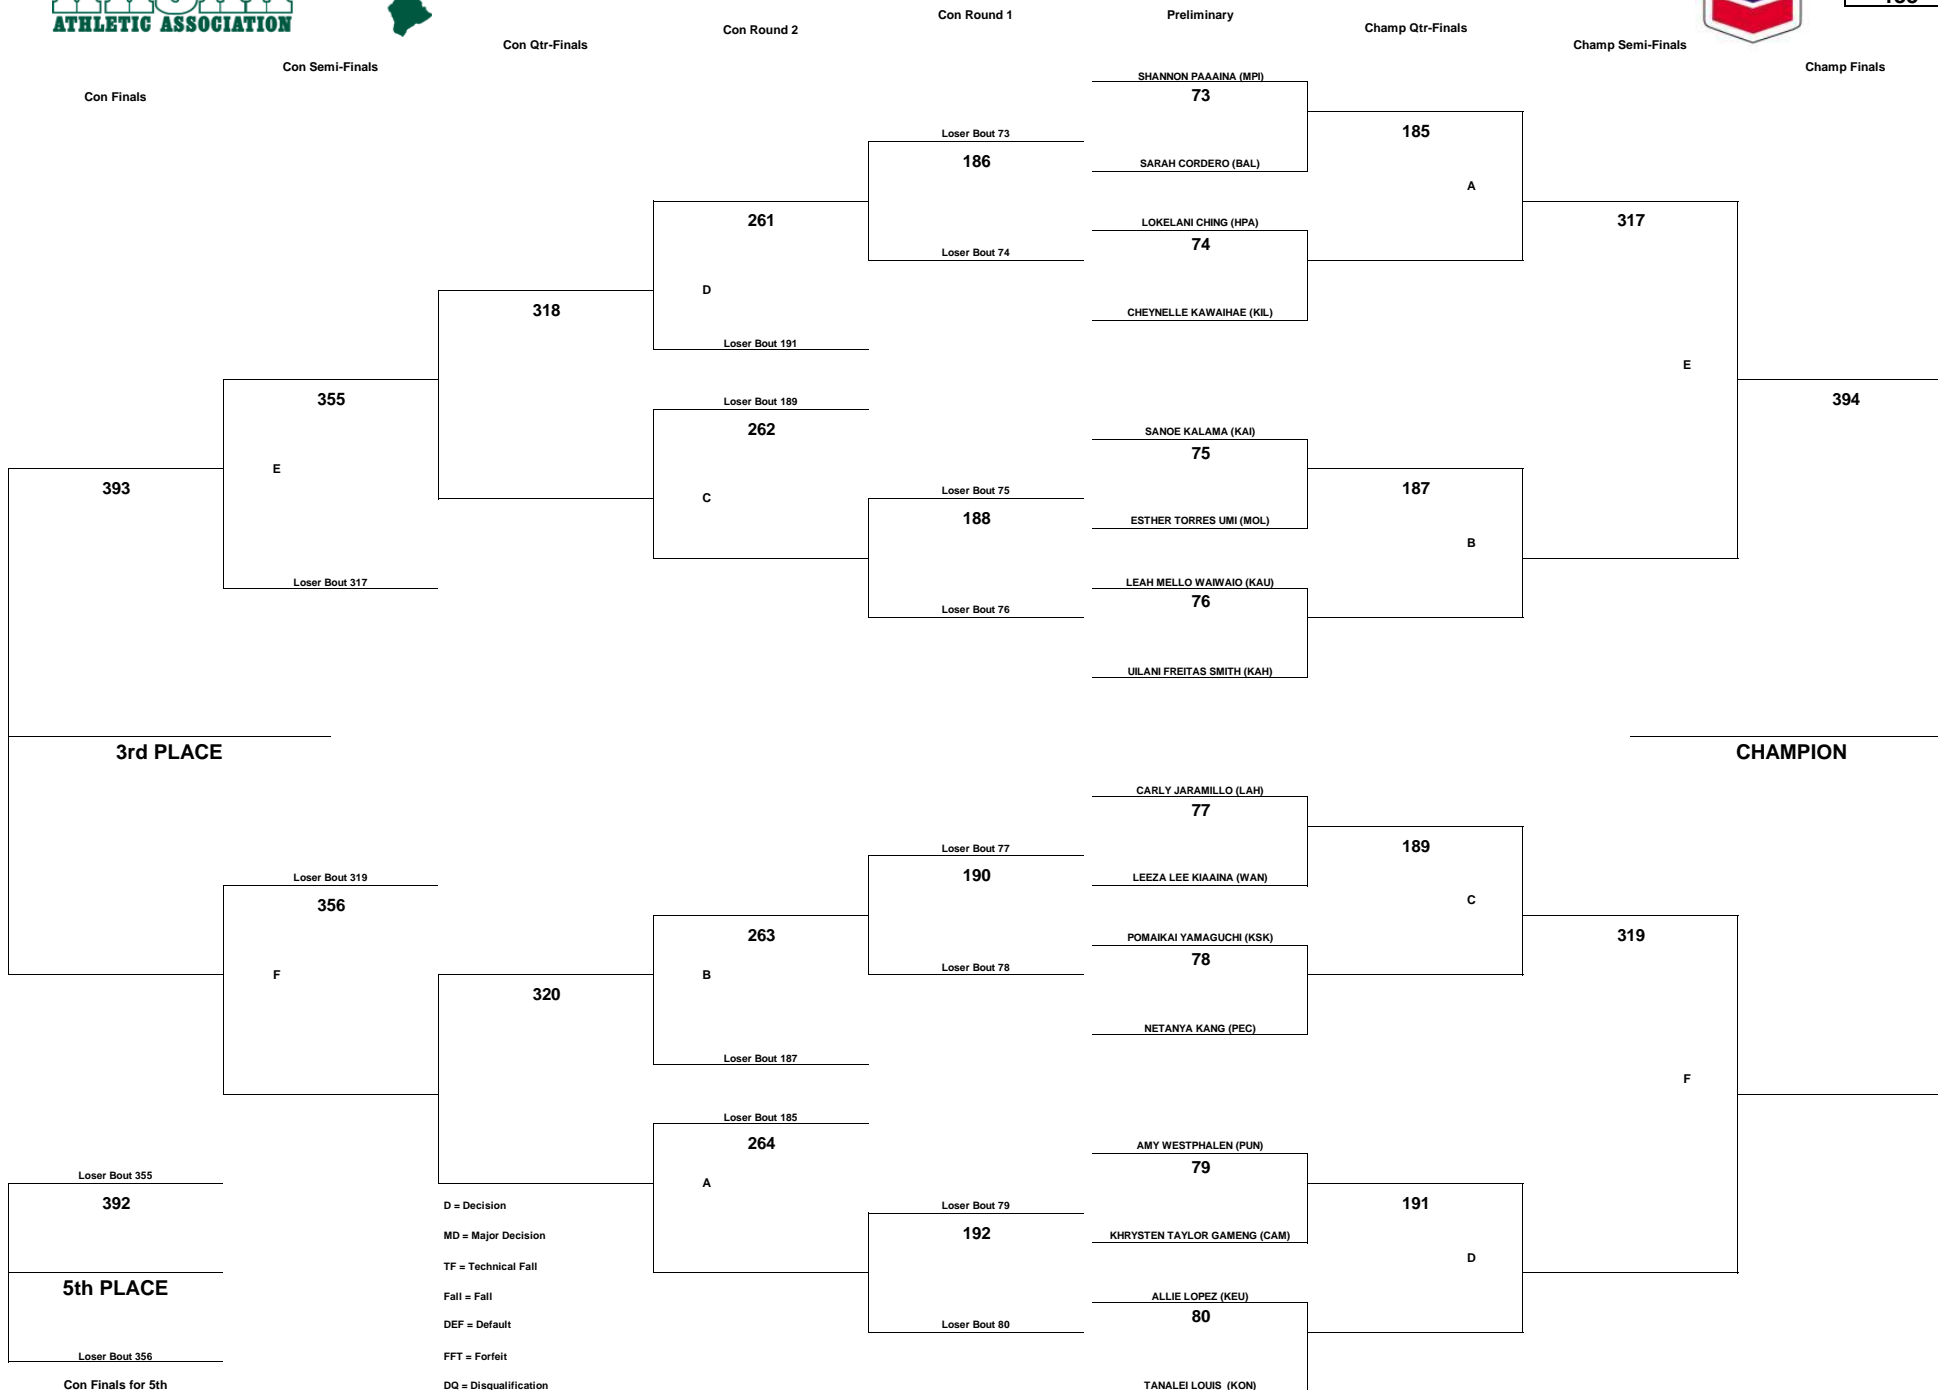 ATHLETIC ASSOCIATION
Con Round 1
Preliminary
Con Round 2
Champ Qtr-Finals
Con Qtr-Finals
Champ Semi-Finals
Con Semi-Finals
Champ Finals
Con Finals
SHANNON PAAAINA (MPI)
73
Loser Bout 73
185
186
SARAH CORDERO (BAL)
A
261
LOKELANI CHING (HPA)
317
74
Loser Bout 74
D
318
CHEYNELLE KAWAIHAE (KIL)
Loser Bout 191
E
355
Loser Bout 189
394
262
SANOE KALAMA (KAI)
75
E
393
Loser Bout 75
187
C
188
ESTHER TORRES UMI (MOL)
B
Loser Bout 317
LEAH MELLO WAIWAIO (KAU)
76
Loser Bout 76
UILANI FREITAS SMITH (KAH)
3rd PLACE
CHAMPION
CARLY JARAMILLO (LAH)
77
Loser Bout 77
189
Loser Bout 319
190
LEEZA LEE KIAAINA (WAN)
356
C
263
POMAIKAI YAMAGUCHI (KSK)
319
78
Loser Bout 78
F
B
320
NETANYA KANG (PEC)
Loser Bout 187
F
Loser Bout 185
264
AMY WESTPHALEN (PUN)
79
Loser Bout 355
A
392
D = Decision
Loser Bout 79
191
MD = Major Decision
192
KHRYSTEN TAYLOR GAMENG (CAM)
D
TF = Technical Fall
5th PLACE
Fall = Fall
ALLIE LOPEZ (KEU)
80
DEF = Default
Loser Bout 80
Loser Bout 356
FFT = Forfeit
Con Finals for 5th
DQ = Disqualification
TANALEI LOUIS (KON)